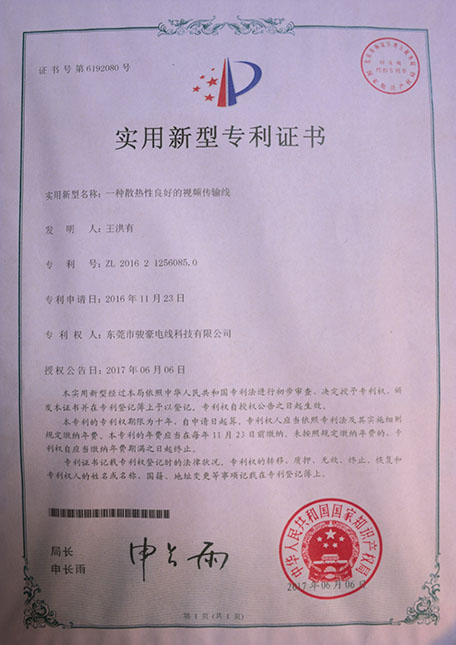 证书号第6192080号
实用新型专利证书
实用新型名称：一种散热性良好的视频传输线
发明人：王洪有
专利号：ZL 2016 2 1256085.0
专利申请日：2016年11月23日
专利权人：东莞市骏豪电线科技有限公司
授权公告日：2017年06月06日
本实用新型经过本局依照中华人民共和国专利法进行初步审查，决定授予专利权，颁
发本证书并在专利登记簿上予以登记。专利权自授权公告之日起生效。
本专利的专利权期限为十年，自申请日起算。专利权人应当依照专利法及其实施细则
规定缴纳年费。本专利的年费应当在每年11月23日前缴纳。未按照规定缴纳年费的，专
利权自应当缴纳年费期满之日起终止。
专利证书记载专利权登记时的法律状况。专利权的转移、质押、无效、终止、恢复和
专利权人的姓名或名称、国籍、地址变更等事项记载在专利登记簿上。
局长
申长雨
申长雨
中华人民共和国国家知识产权局
2017年06月06日
第1页(共1页)